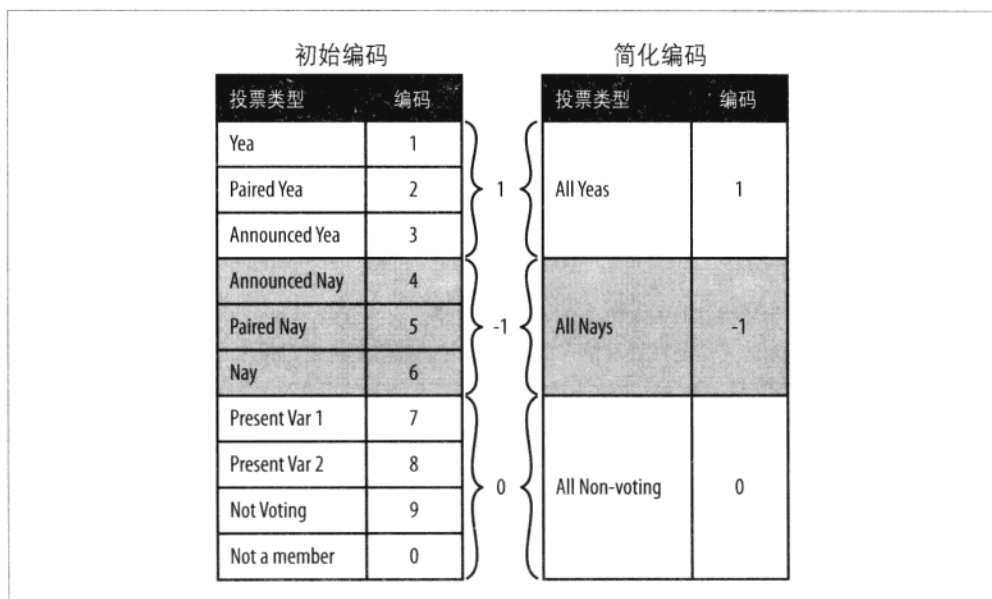 初始编码
简化编码
投票类型 编码
Yea 1
Paired Yea 2
Announced Yea 3
Announced Nay 4
Paired Nay 5
Nay 6
Present Var 1 7
Present Var 2 8
Not Voting 9
Not a member 0
1
-1
0
投票类型 编码
All Yeas 1
All Nays -1
All Non-voting 0